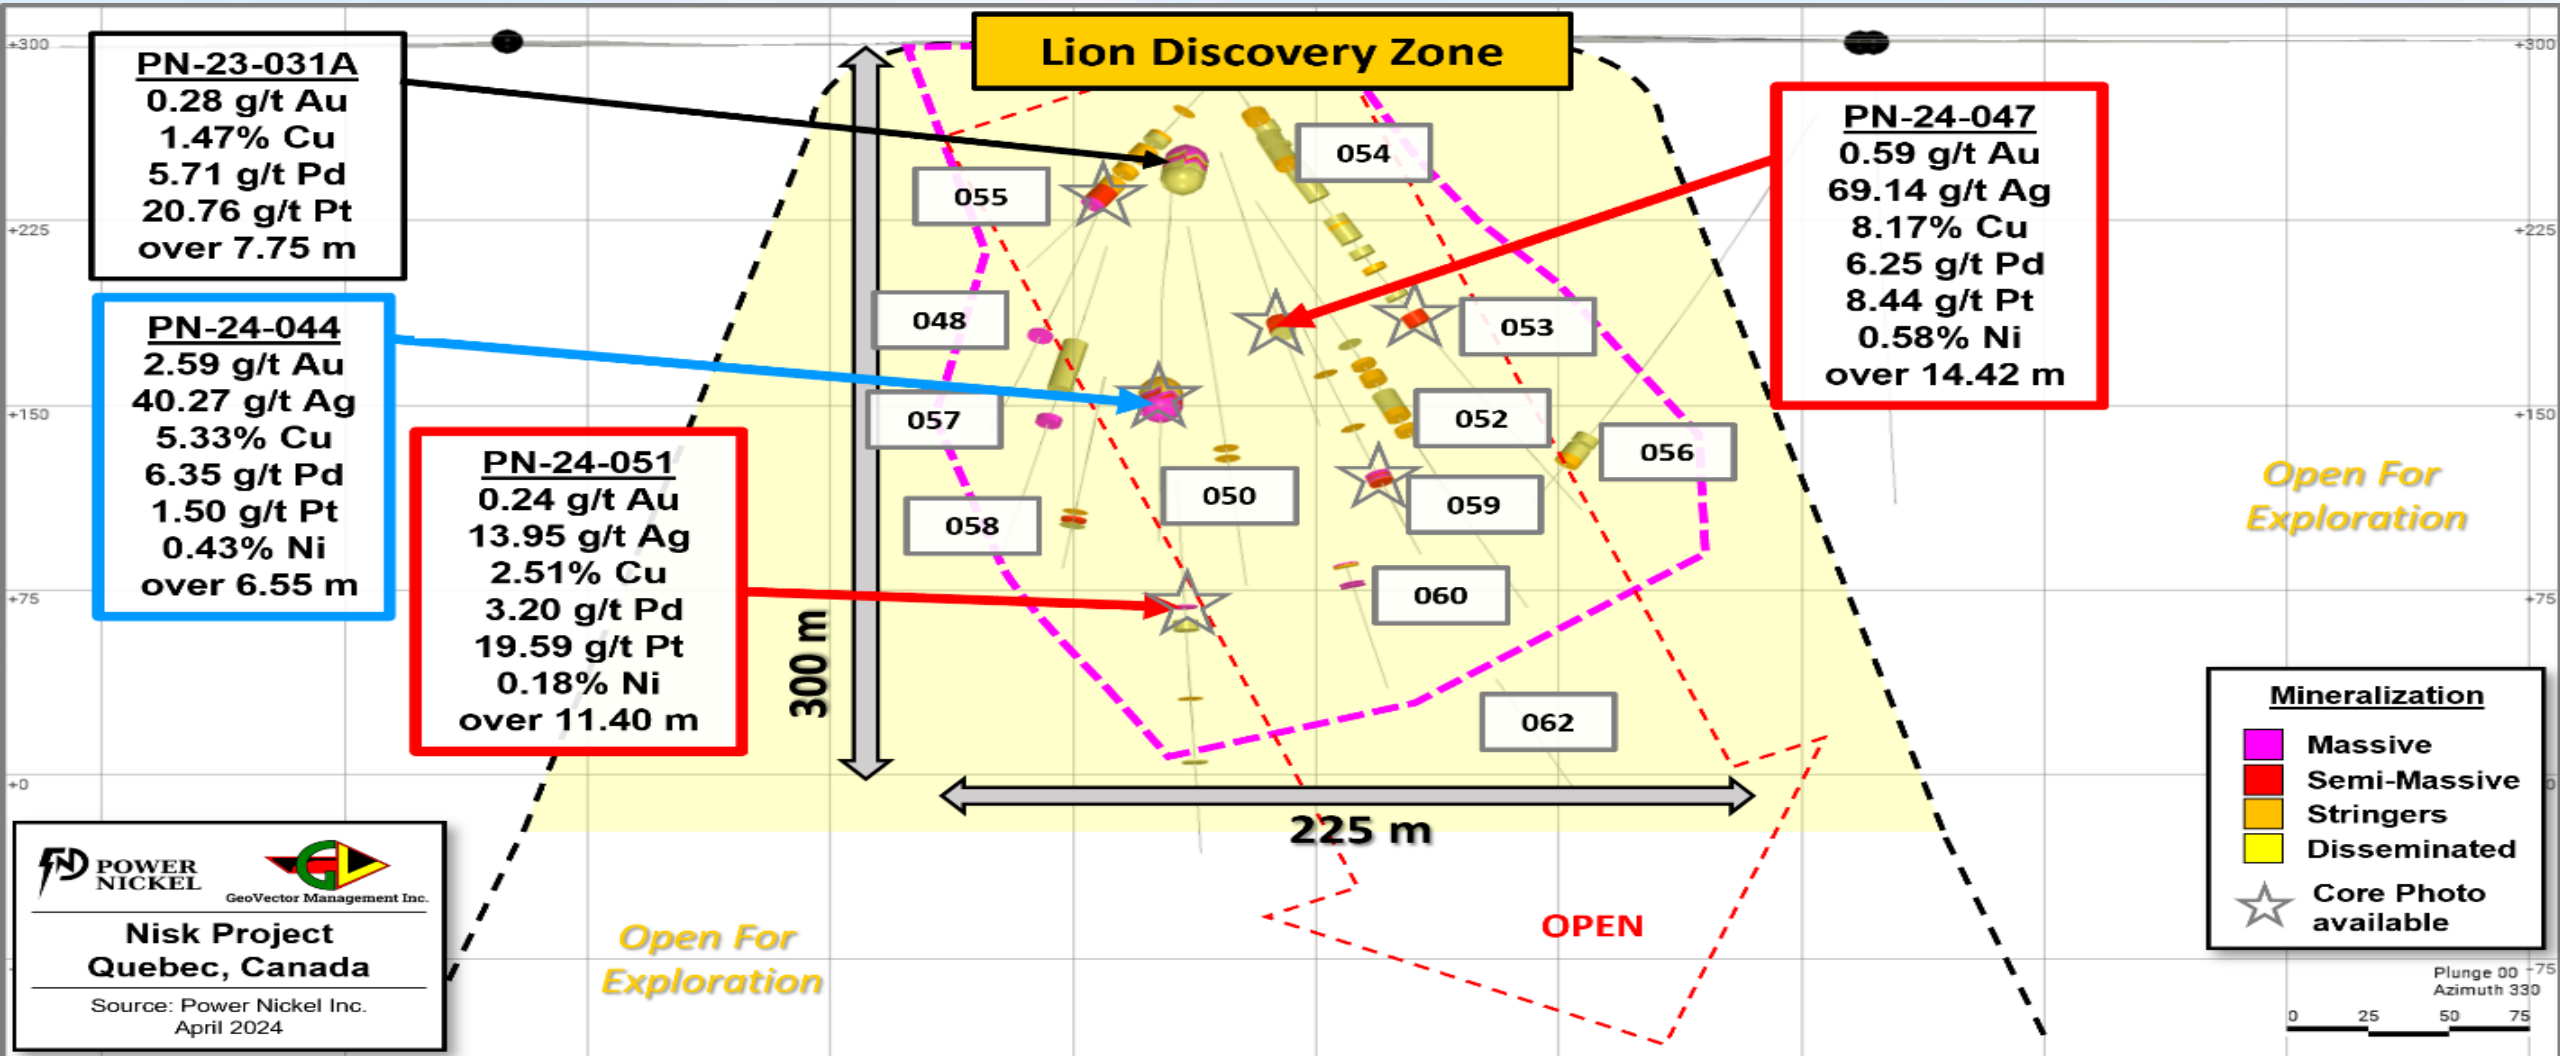 Lion Discovery Zone
+300
+300
PN-23-031A
0.28 g/t Au
1.47% Cu
5.71 g/t Pd
20.76 g/t Pt
over 7.75 m
PN-24-047
0.59 g/t Au
69.14 g/t Ag
8.17% Cu
6.25 g/t Pd
8.44 g/t Pt
0.58% Ni
over 14.42 m
054
055
+225
+225
PN-24-044
2.59 g/t Au
40.27 g/t Ag
5.33% Cu
6.35 g/t Pd
1.50 g/t Pt
0.43% Ni
over 6.55 m
048
053
+150
+150
057
052
056
050
059
058
PN-24-051
0.24 g/t Au
13.95 g/t Ag
2.51% Cu
3.20 g/t Pd
19.59 g/t Pt
0.18% Ni
over 11.40 m
Open For
Exploration
+75
+75
060
300 m
062
+0
225 m
Mineralization
Massive
Semi-Massive
Stringers
Disseminated
Core Photo
available
POWER
NICKEL
GeoVector Management Inc.
Nisk Project
Quebec, Canada
Source: Power Nickel Inc.
April 2024
Open For
Exploration
OPEN
-75
Plunge 00
Azimuth 330
0 25 50 75